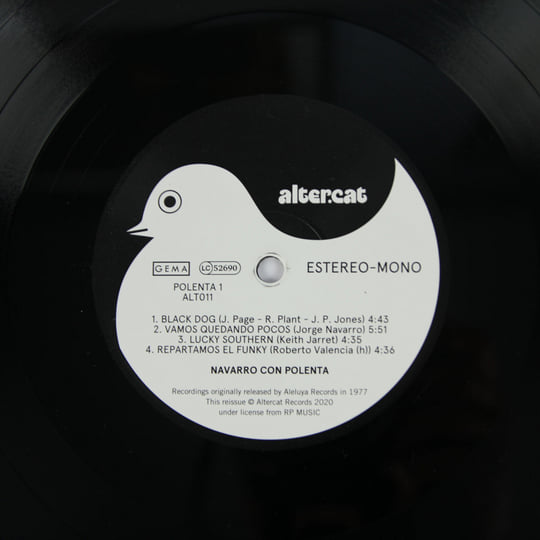 alter.cat
GEMA LC 52690 ESTEREO-MONO
POLENTA 1
ALT011
1. BLACK DOG (J. Page - R. Plant - J. P. Jones) 4:43
2. VAMOS QUEDANDO POCOS (Jorge Navarro) 5:51
3. LUCKY SOUTHERN (Keith Jarret) 4:35
4. REPARTAMOS EL FUNKY (Roberto Valencia (h)) 4:36
NAVARRO CON POLENTA
Recordings originally released by Aleluya Records in 1977
This reissue © Altercat Records 2020
under license from RP MUSIC